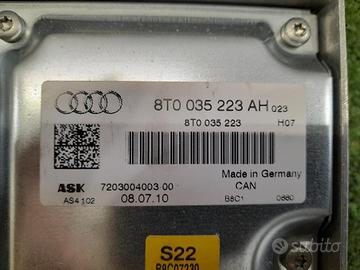 8T0 035 223 AH 023
8T0 035 223 H07
Made in Germany
ASK 7203004003 00 CAN
AS4 102 08.07.10 B8C1 0880
S22
subito